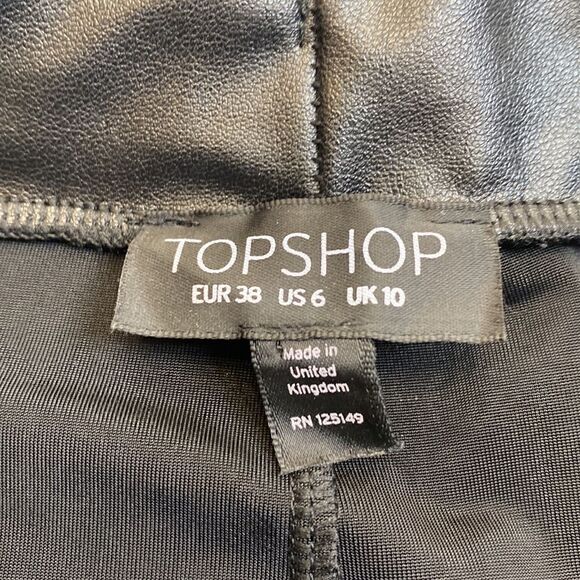 TOPSHOP
EUR 38 US 6 UK 10
Made in
United
Kingdom
RN 125149